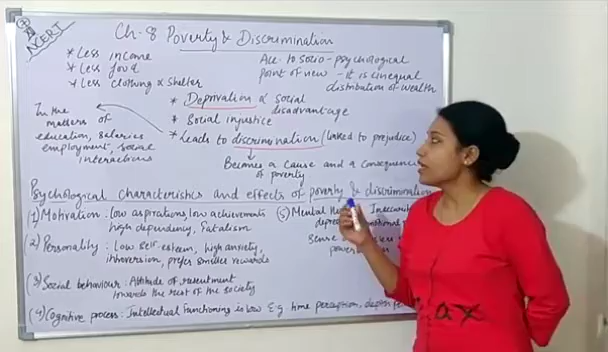 NCERT
Ch-8 Poverty & Discrimination
* Less income
* Less food
* Less clothing & shelter
Acc to socio-psychological
point of view - it is unequal
distribution of wealth
* Deprivation & social
disadvantage
* Social injustice
* Leads to discrimination (linked to prejudice)
In the
matters of
education, salaries
employment, social
interactions
Becomes a cause and a consequence
of poverty
Psychological characteristics and effects of poverty & discrimination
(1) Motivation : Low aspirations, low achievements
high dependency, Fatalism
(2) Personality : Low self-esteem, high anxiety,
introversion, prefer smaller rewards
(3) Social behaviour : Attitude of resentment
towards the rest of the society
(4) Cognitive process : Intellectual functioning is low E.g time perception, depth
(5) Mental Insecurity
sense